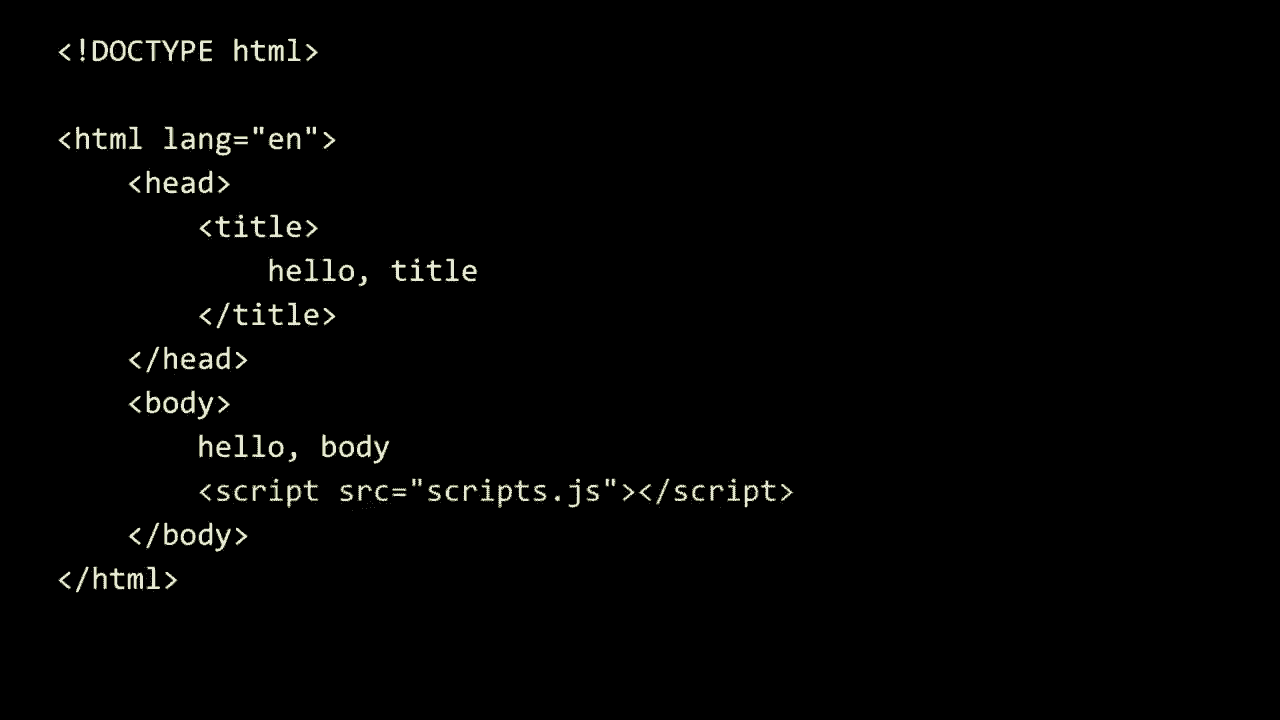 <!DOCTYPE html>
<html lang="en">
<head>
<title>
hello, title
</title>
</head>
<body>
hello, body
<script src="scripts.js"></script>
</body>
</html>